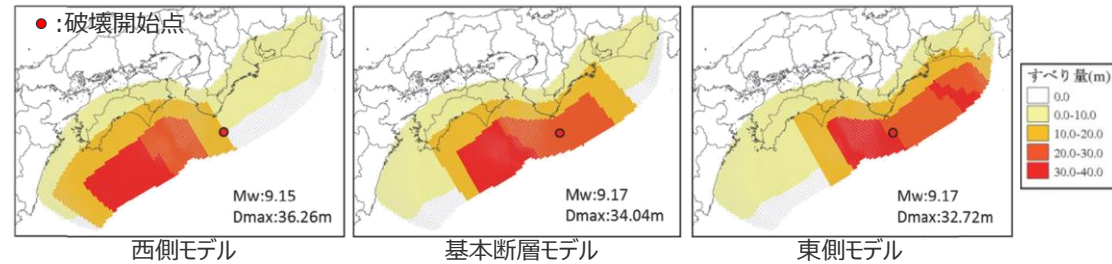 ●:破壊開始点
Mw:9.15
Dmax:36.26m
西側モデル
Mw:9.17
Dmax:34.04m
基本断層モデル
Mw:9.17
Dmax:32.72m
東側モデル
すべり量(m)
0.0
0.0-10.0
10.0-20.0
20.0-30.0
30.0-40.0